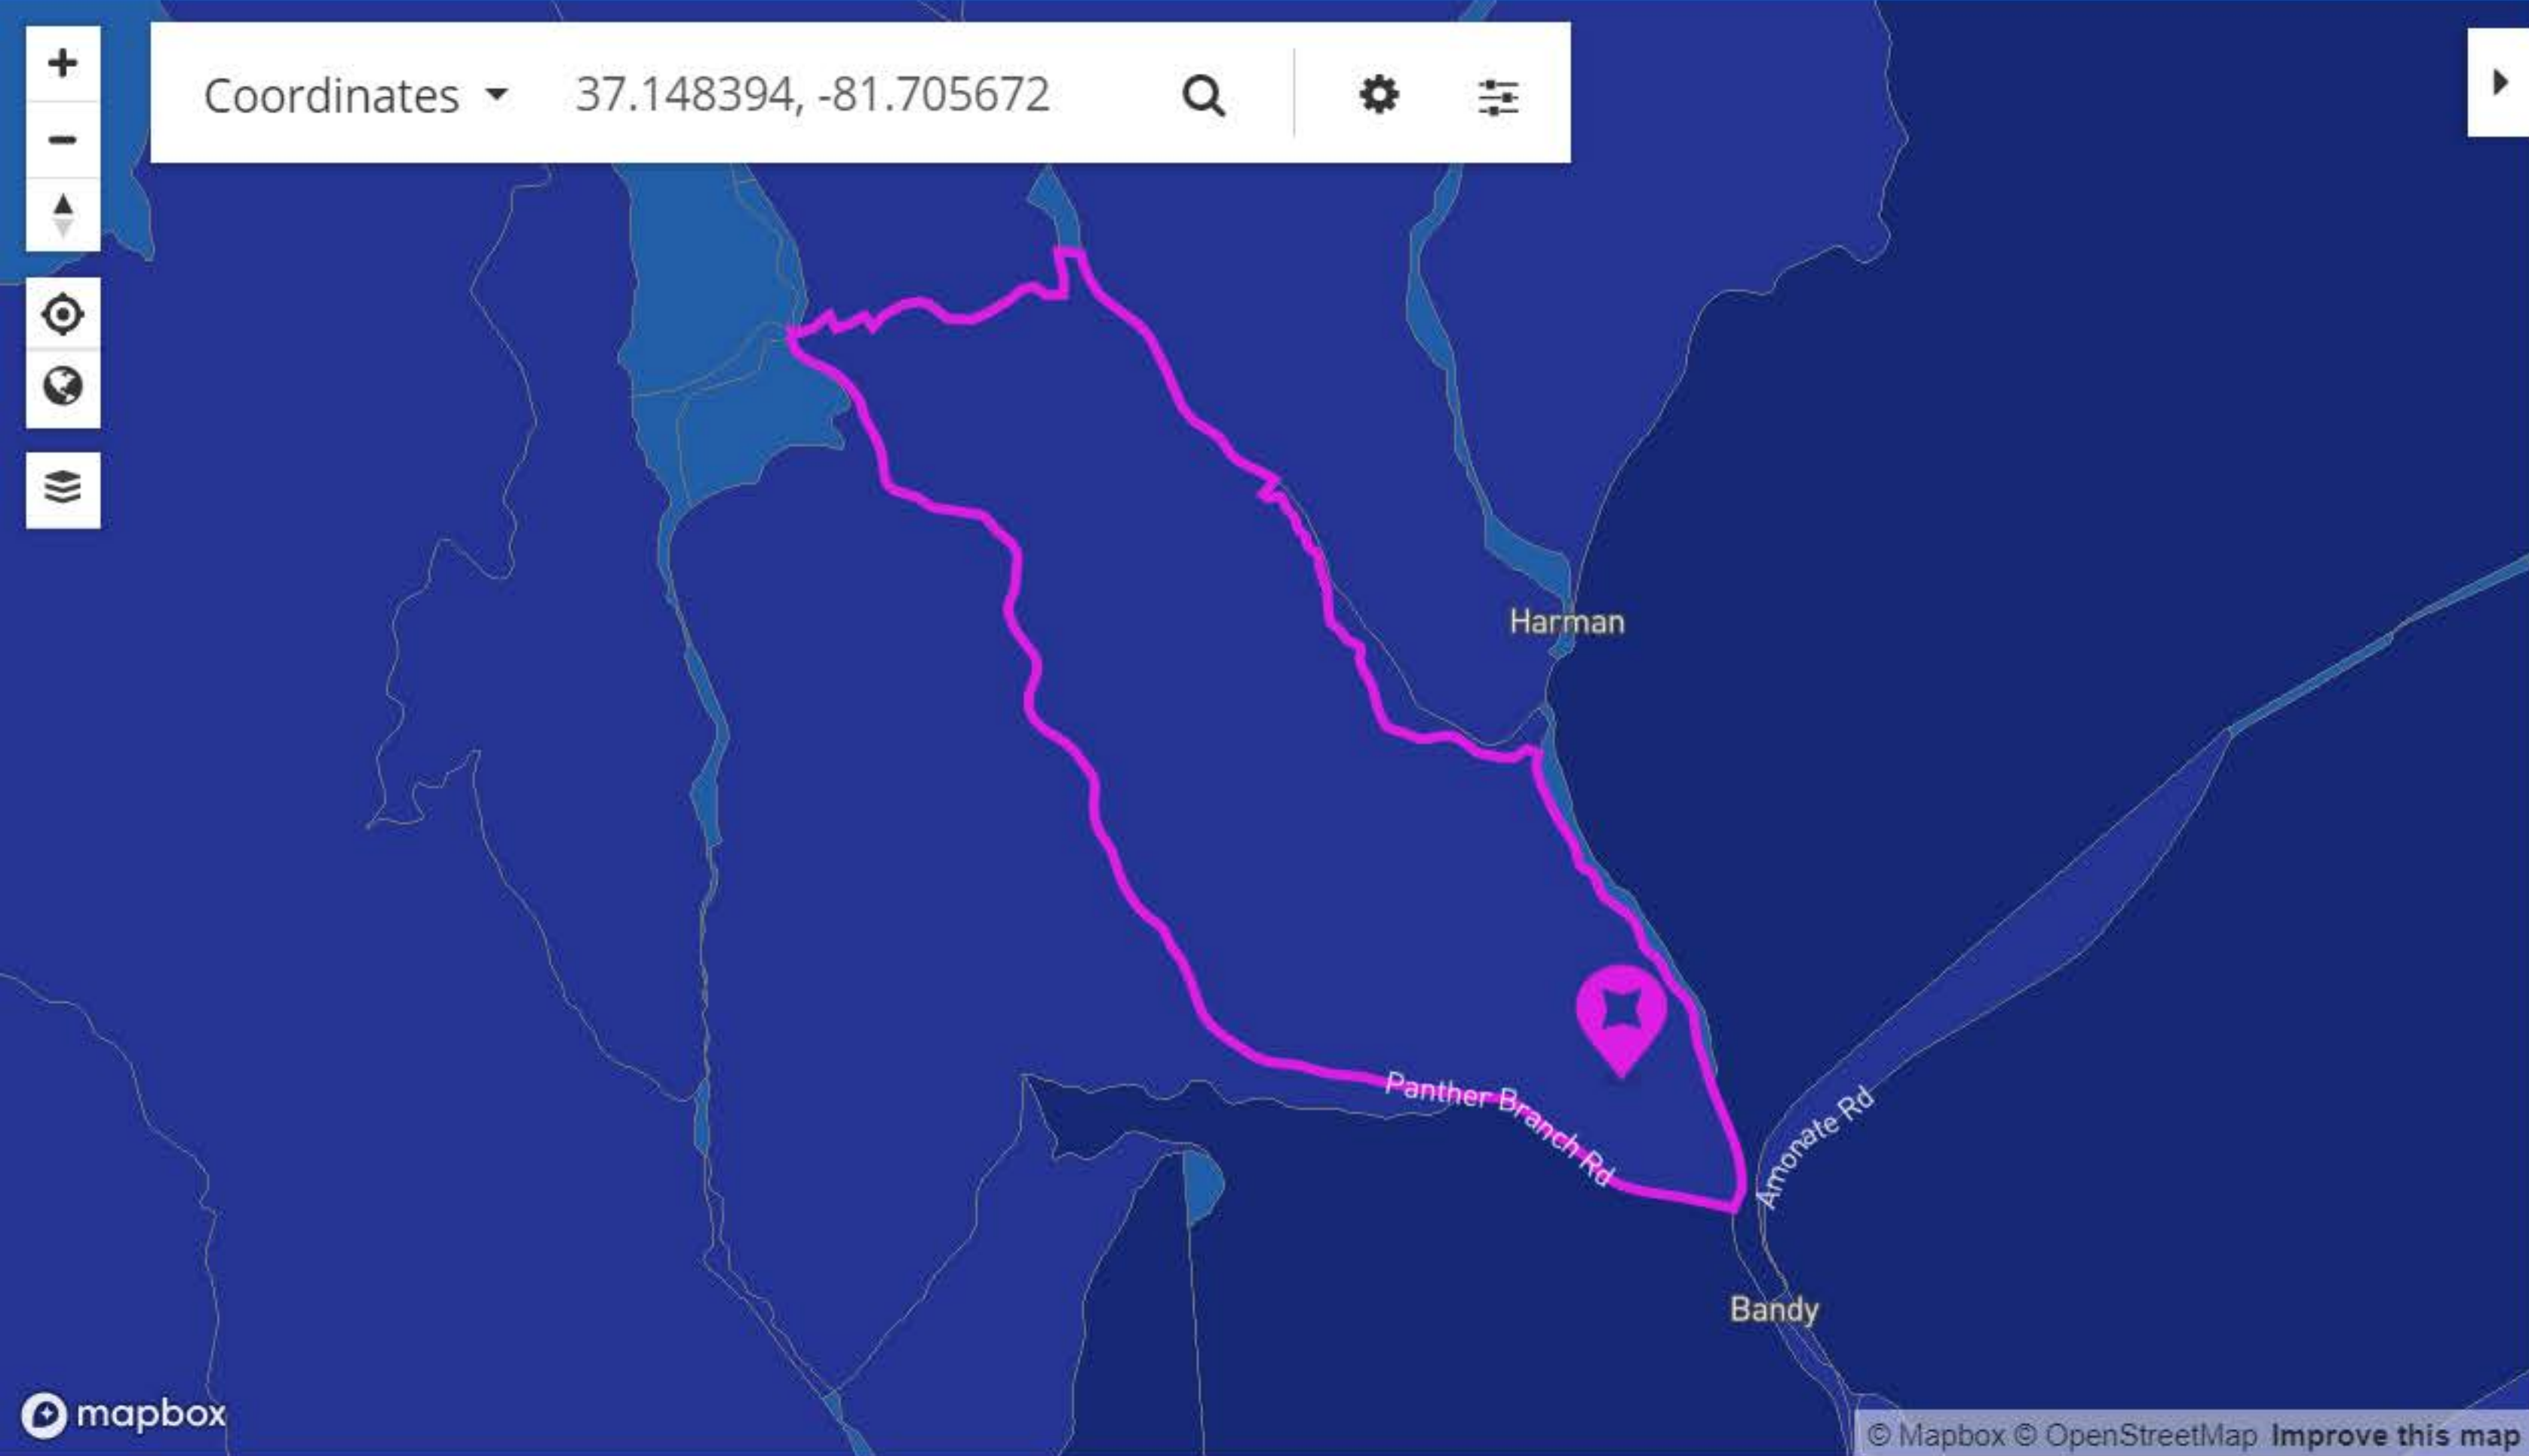 Coordinates 37.148394, -81.705672
Harman
Panther Branch Rd
Amonate Rd
Bandy
mapbox
© Mapbox © OpenStreetMap Improve this map